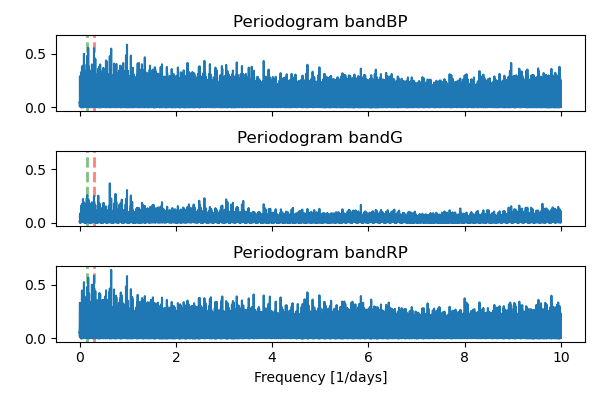 Periodogram bandBP
0.5
0.0
Periodogram bandG
0.5
0.0
Periodogram bandRP
0.5
0.0
0 2 4 6 8 10
Frequency [1/days]